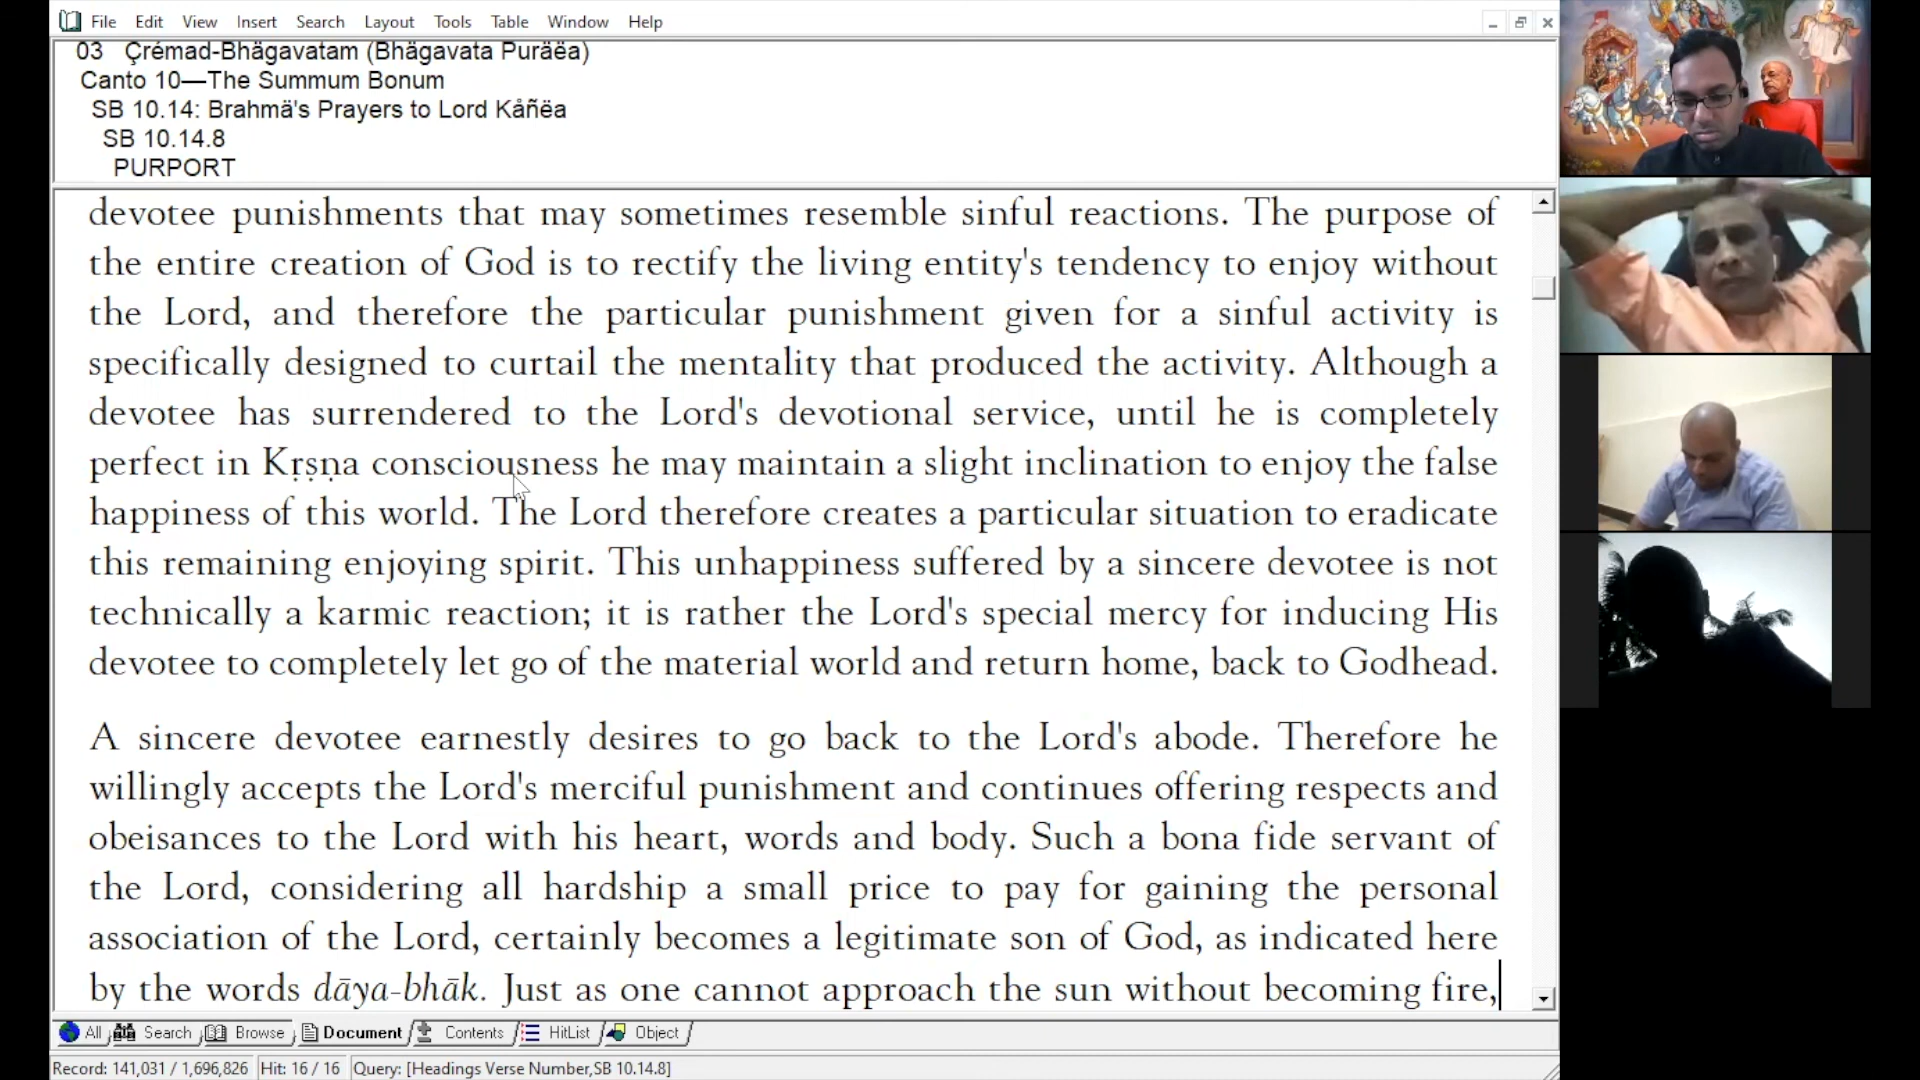 File Edit View Insert Search Layout Tools Table Window Help
03 Çrémad-Bhägavatam (Bhägavata Puräëa)
Canto 10—The Summum Bonum
SB 10.14: Brahmä's Prayers to Lord Kåñëa
SB 10.14.8
PURPORT
devotee punishments that may sometimes resemble sinful reactions. The purpose of
the entire creation of God is to rectify the living entity's tendency to enjoy without
the Lord, and therefore the particular punishment given for a sinful activity is
specifically designed to curtail the mentality that produced the activity. Although a
devotee has surrendered to the Lord's devotional service, until he is completely
perfect in Kṛṣṇa consciousness he may maintain a slight inclination to enjoy the false
happiness of this world. The Lord therefore creates a particular situation to eradicate
this remaining enjoying spirit. This unhappiness suffered by a sincere devotee is not
technically a karmic reaction; it is rather the Lord's special mercy for inducing His
devotee to completely let go of the material world and return home, back to Godhead.
A sincere devotee earnestly desires to go back to the Lord's abode. Therefore he
willingly accepts the Lord's merciful punishment and continues offering respects and
obeisances to the Lord with his heart, words and body. Such a bona fide servant of
the Lord, considering all hardship a small price to pay for gaining the personal
association of the Lord, certainly becomes a legitimate son of God, as indicated here
by the words dāya-bhāk. Just as one cannot approach the sun without becoming fire,
All Search Browse Document Contents HitList Object
Record: 141,031 / 1,696,826 Hit: 16 / 16 Query: [Headings Verse Number,SB 10.14.8]